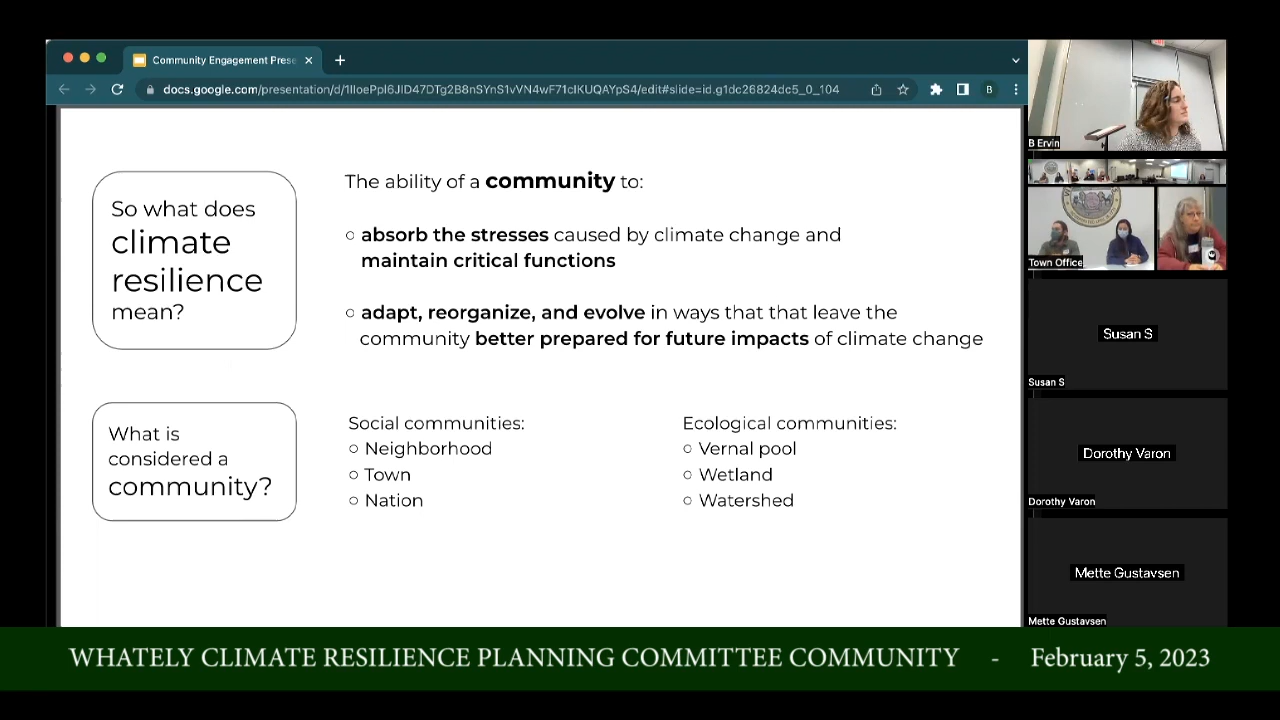 Community Engagement Prese
docs.google.com/presentation/d/1IIoePpI6JID47DTg2B8nSYnS1vVN4wF71cIKUQAYpS4/edit#slide=id.g1dc26824dc5_0_104
B
So what does
climate
resilience
mean?
The ability of a community to:
○ absorb the stresses caused by climate change and
maintain critical functions
○ adapt, reorganize, and evolve in ways that that leave the
community better prepared for future impacts of climate change
What is
considered a
community?
Social communities:
○ Neighborhood
○ Town
○ Nation
Ecological communities:
○ Vernal pool
○ Wetland
○ Watershed
B Ervin
Town Office
Susan S
Susan S
Dorothy Varon
Dorothy Varon
Mette Gustavsen
Mette Gustavsen
WHATELY CLIMATE RESILIENCE PLANNING COMMITTEE COMMUNITY - February 5, 2023